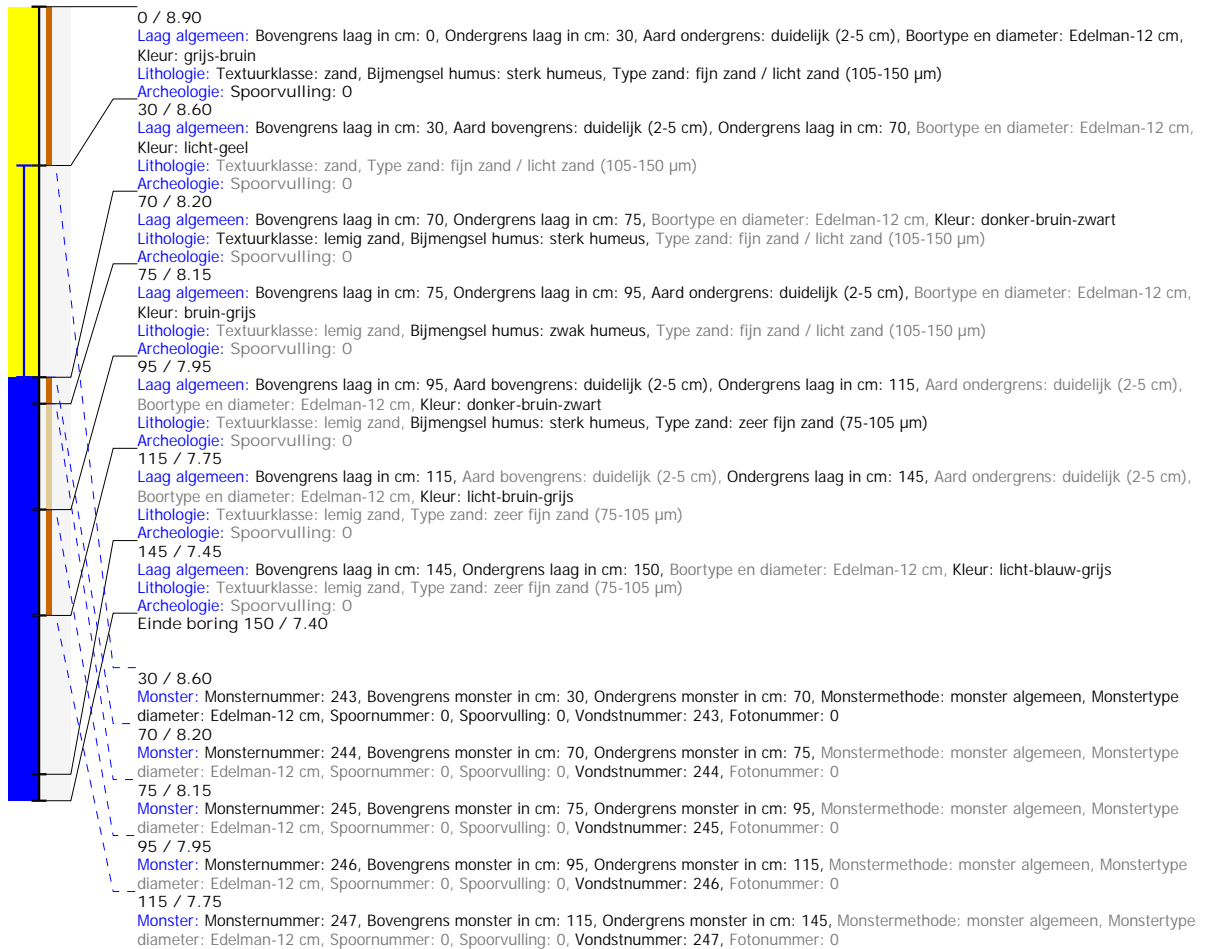 0 / 8.90
Laag algemeen: Bovengrens laag in cm: 0, Ondergrens laag in cm: 30, Aard ondergrens: duidelijk (2-5 cm), Boortype en diameter: Edelman-12 cm,
Kleur: grijs-bruin
Lithologie: Textuurklasse: zand, Bijmengsel humus: sterk humeus, Type zand: fijn zand / licht zand (105-150 µm)
Archeologie: Spoorvulling: 0
30 / 8.60
Laag algemeen: Bovengrens laag in cm: 30, Aard bovengrens: duidelijk (2-5 cm), Ondergrens laag in cm: 70, Boortype en diameter: Edelman-12 cm,
Kleur: licht-geel
Lithologie: Textuurklasse: zand, Type zand: fijn zand / licht zand (105-150 µm)
Archeologie: Spoorvulling: 0
70 / 8.20
Laag algemeen: Bovengrens laag in cm: 70, Ondergrens laag in cm: 75, Boortype en diameter: Edelman-12 cm, Kleur: donker-bruin-zwart
Lithologie: Textuurklasse: lemig zand, Bijmengsel humus: sterk humeus, Type zand: fijn zand / licht zand (105-150 µm)
Archeologie: Spoorvulling: 0
75 / 8.15
Laag algemeen: Bovengrens laag in cm: 75, Ondergrens laag in cm: 95, Aard ondergrens: duidelijk (2-5 cm), Boortype en diameter: Edelman-12 cm,
Kleur: bruin-grijs
Lithologie: Textuurklasse: lemig zand, Bijmengsel humus: zwak humeus, Type zand: fijn zand / licht zand (105-150 µm)
Archeologie: Spoorvulling: 0
95 / 7.95
Laag algemeen: Bovengrens laag in cm: 95, Aard bovengrens: duidelijk (2-5 cm), Ondergrens laag in cm: 115, Aard ondergrens: duidelijk (2-5 cm),
Boortype en diameter: Edelman-12 cm, Kleur: donker-bruin-zwart
Lithologie: Textuurklasse: lemig zand, Bijmengsel humus: sterk humeus, Type zand: zeer fijn zand (75-105 µm)
Archeologie: Spoorvulling: 0
115 / 7.75
Laag algemeen: Bovengrens laag in cm: 115, Aard bovengrens: duidelijk (2-5 cm), Ondergrens laag in cm: 145, Aard ondergrens: duidelijk (2-5 cm),
Boortype en diameter: Edelman-12 cm, Kleur: licht-bruin-grijs
Lithologie: Textuurklasse: lemig zand, Type zand: zeer fijn zand (75-105 µm)
Archeologie: Spoorvulling: 0
145 / 7.45
Laag algemeen: Bovengrens laag in cm: 145, Ondergrens laag in cm: 150, Boortype en diameter: Edelman-12 cm, Kleur: licht-blauw-grijs
Lithologie: Textuurklasse: lemig zand, Type zand: zeer fijn zand (75-105 µm)
Archeologie: Spoorvulling: 0
Einde boring 150 / 7.40
30 / 8.60
Monster: Monsternummer: 243, Bovengrens monster in cm: 30, Ondergrens monster in cm: 70, Monstermethode: monster algemeen, Monstertype
diameter: Edelman-12 cm, Spoornummer: 0, Spoorvulling: 0, Vondstnummer: 243, Fotonummer: 0
70 / 8.20
Monster: Monsternummer: 244, Bovengrens monster in cm: 70, Ondergrens monster in cm: 75, Monstermethode: monster algemeen, Monstertype
diameter: Edelman-12 cm, Spoornummer: 0, Spoorvulling: 0, Vondstnummer: 244, Fotonummer: 0
75 / 8.15
Monster: Monsternummer: 245, Bovengrens monster in cm: 75, Ondergrens monster in cm: 95, Monstermethode: monster algemeen, Monstertype
diameter: Edelman-12 cm, Spoornummer: 0, Spoorvulling: 0, Vondstnummer: 245, Fotonummer: 0
95 / 7.95
Monster: Monsternummer: 246, Bovengrens monster in cm: 95, Ondergrens monster in cm: 115, Monstermethode: monster algemeen, Monstertype
diameter: Edelman-12 cm, Spoornummer: 0, Spoorvulling: 0, Vondstnummer: 246, Fotonummer: 0
115 / 7.75
Monster: Monsternummer: 247, Bovengrens monster in cm: 115, Ondergrens monster in cm: 145, Monstermethode: monster algemeen, Monstertype
diameter: Edelman-12 cm, Spoornummer: 0, Spoorvulling: 0, Vondstnummer: 247, Fotonummer: 0